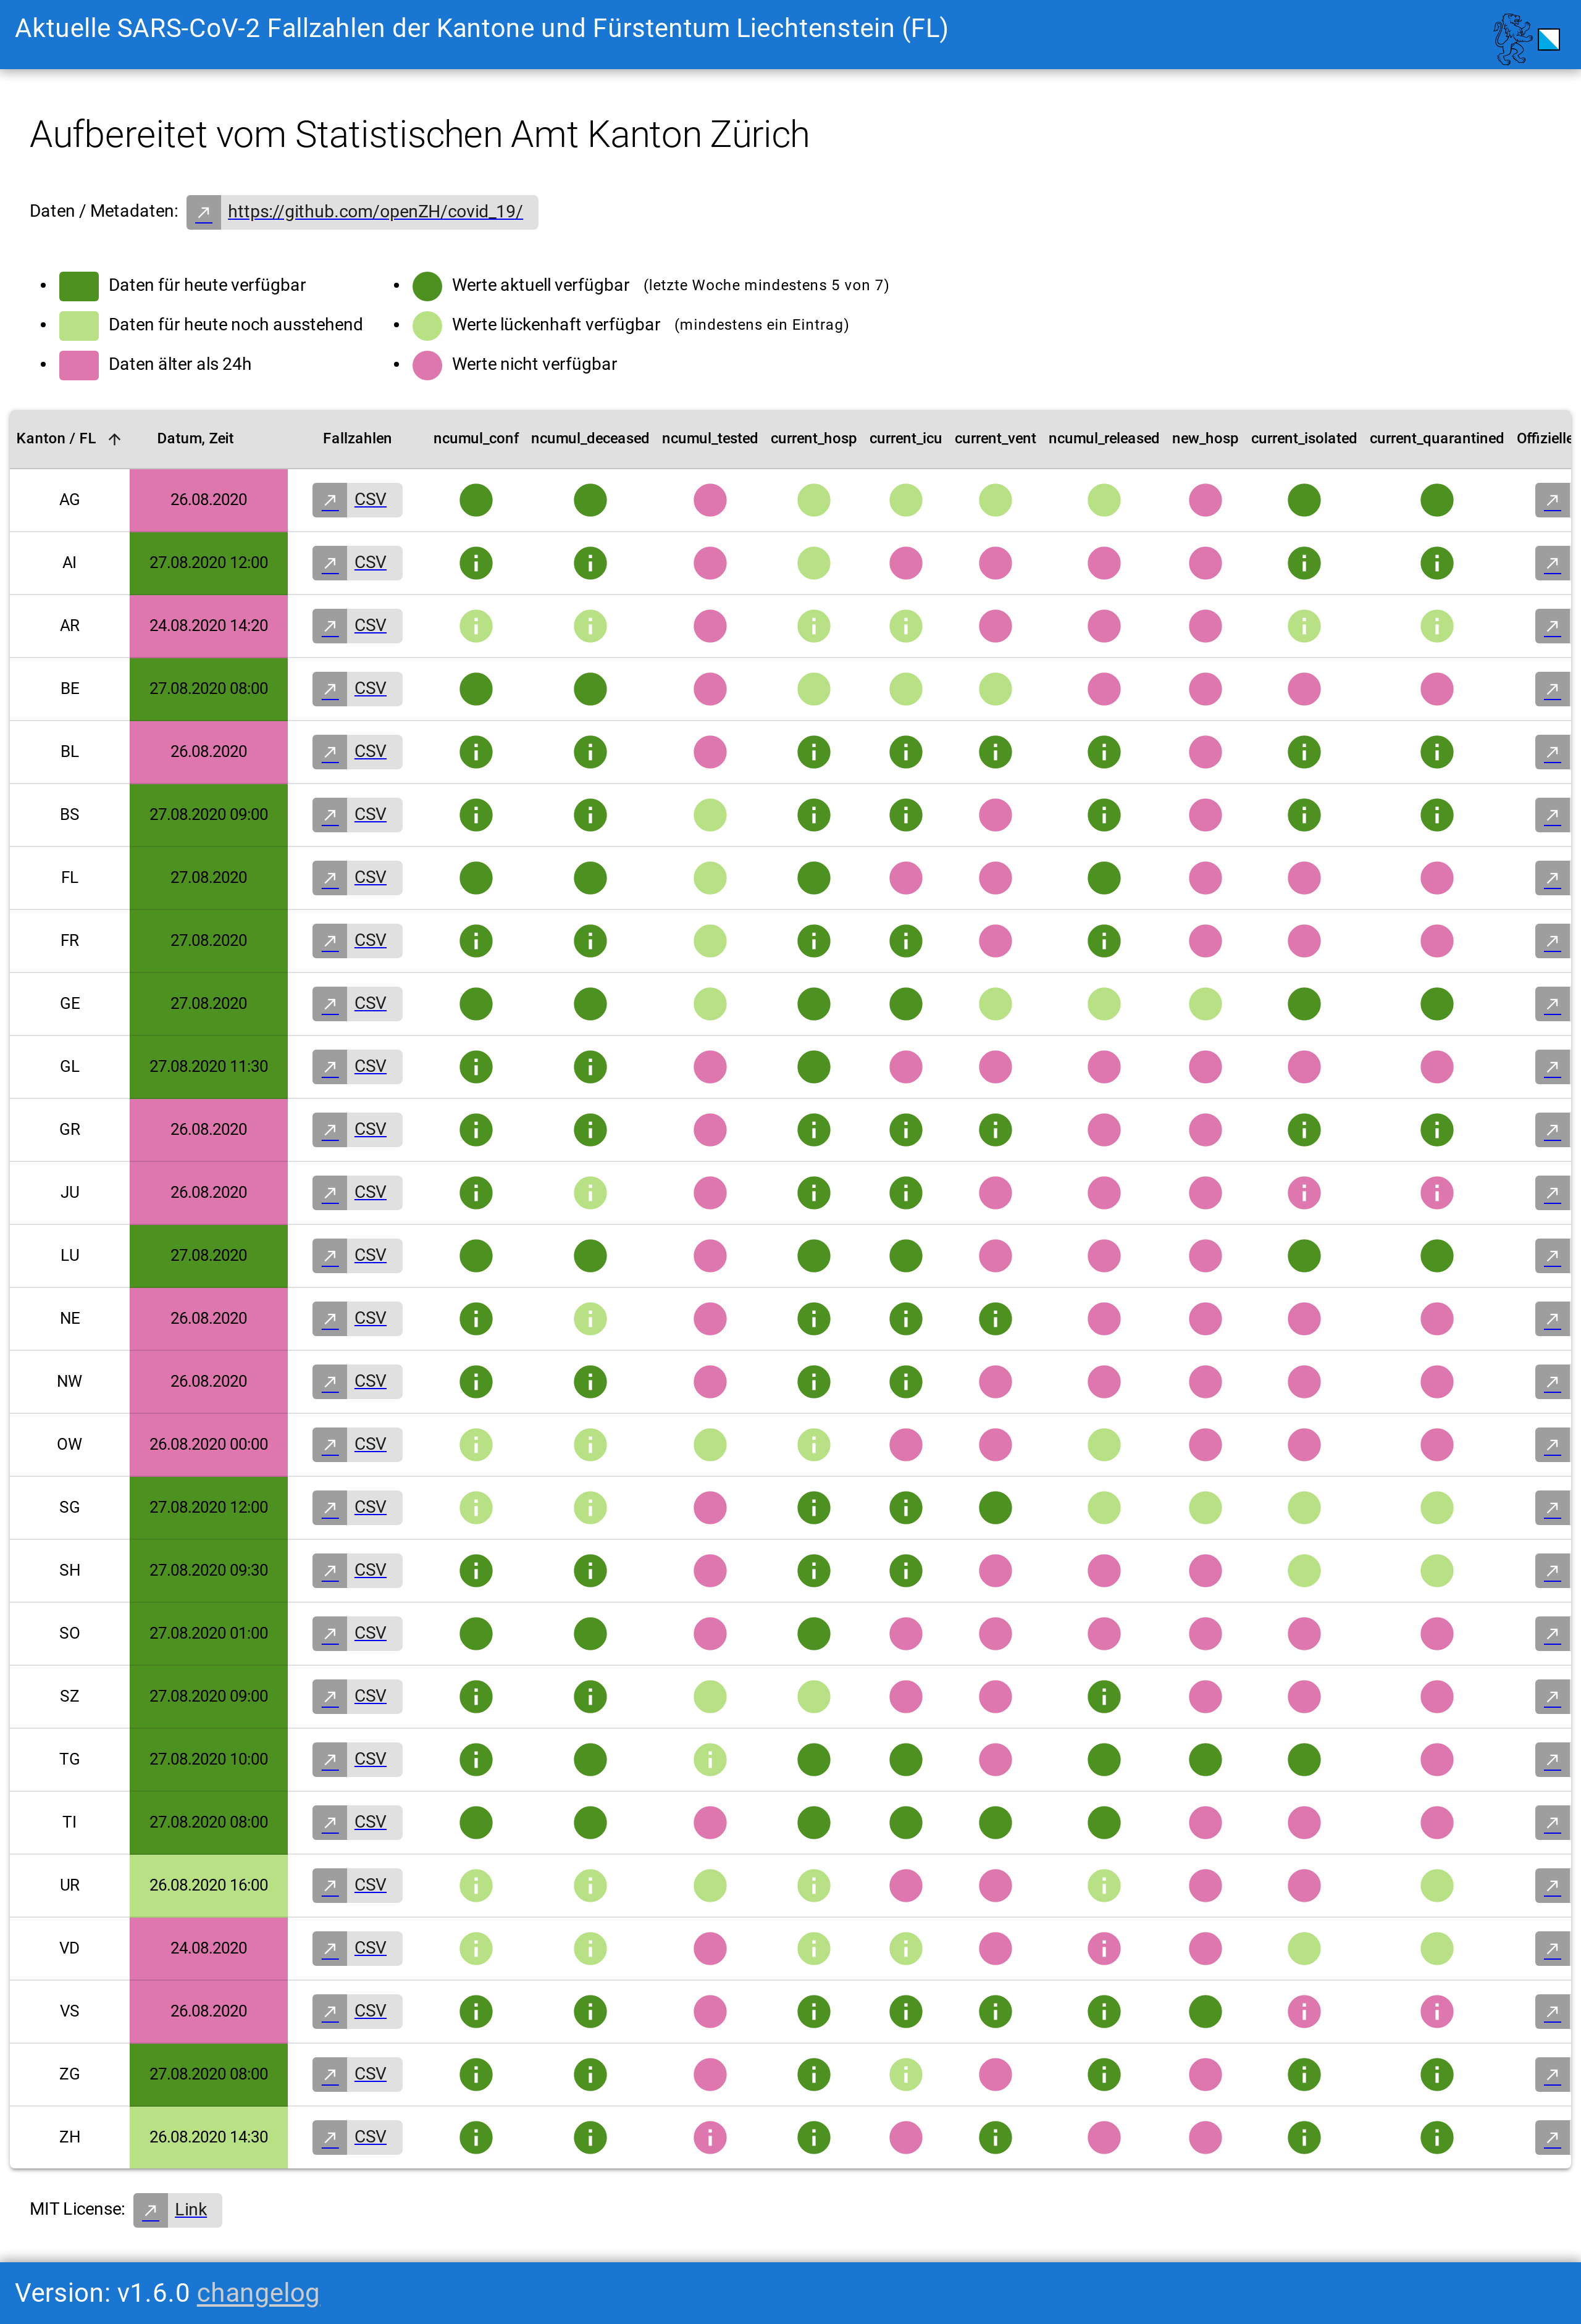 Aktuelle SARS-CoV-2 Fallzahlen der Kantone und Fürstentum Liechtenstein (FL)
Aufbereitet vom Statistischen Amt Kanton Zürich
Daten / Metadaten: https://github.com/openZH/covid_19/
Daten für heute verfügbar
Daten für heute noch ausstehend
Daten älter als 24h
Werte aktuell verfügbar (letzte Woche mindestens 5 von 7)
Werte lückenhaft verfügbar (mindestens ein Eintrag)
Werte nicht verfügbar
Kanton / FL Datum, Zeit Fallzahlen ncumul_conf ncumul_deceased ncumul_tested current_hosp current_icu current_vent ncumul_released new_hosp current_isolated current_quarantined Offizielle
AG 26.08.2020 CSV
AI 27.08.2020 12:00 CSV
AR 24.08.2020 14:20 CSV
BE 27.08.2020 08:00 CSV
BL 26.08.2020 CSV
BS 27.08.2020 09:00 CSV
FL 27.08.2020 CSV
FR 27.08.2020 CSV
GE 27.08.2020 CSV
GL 27.08.2020 11:30 CSV
GR 26.08.2020 CSV
JU 26.08.2020 CSV
LU 27.08.2020 CSV
NE 26.08.2020 CSV
NW 26.08.2020 CSV
OW 26.08.2020 00:00 CSV
SG 27.08.2020 12:00 CSV
SH 27.08.2020 09:30 CSV
SO 27.08.2020 01:00 CSV
SZ 27.08.2020 09:00 CSV
TG 27.08.2020 10:00 CSV
TI 27.08.2020 08:00 CSV
UR 26.08.2020 16:00 CSV
VD 24.08.2020 CSV
VS 26.08.2020 CSV
ZG 27.08.2020 08:00 CSV
ZH 26.08.2020 14:30 CSV
MIT License: Link
Version: v1.6.0 changelog